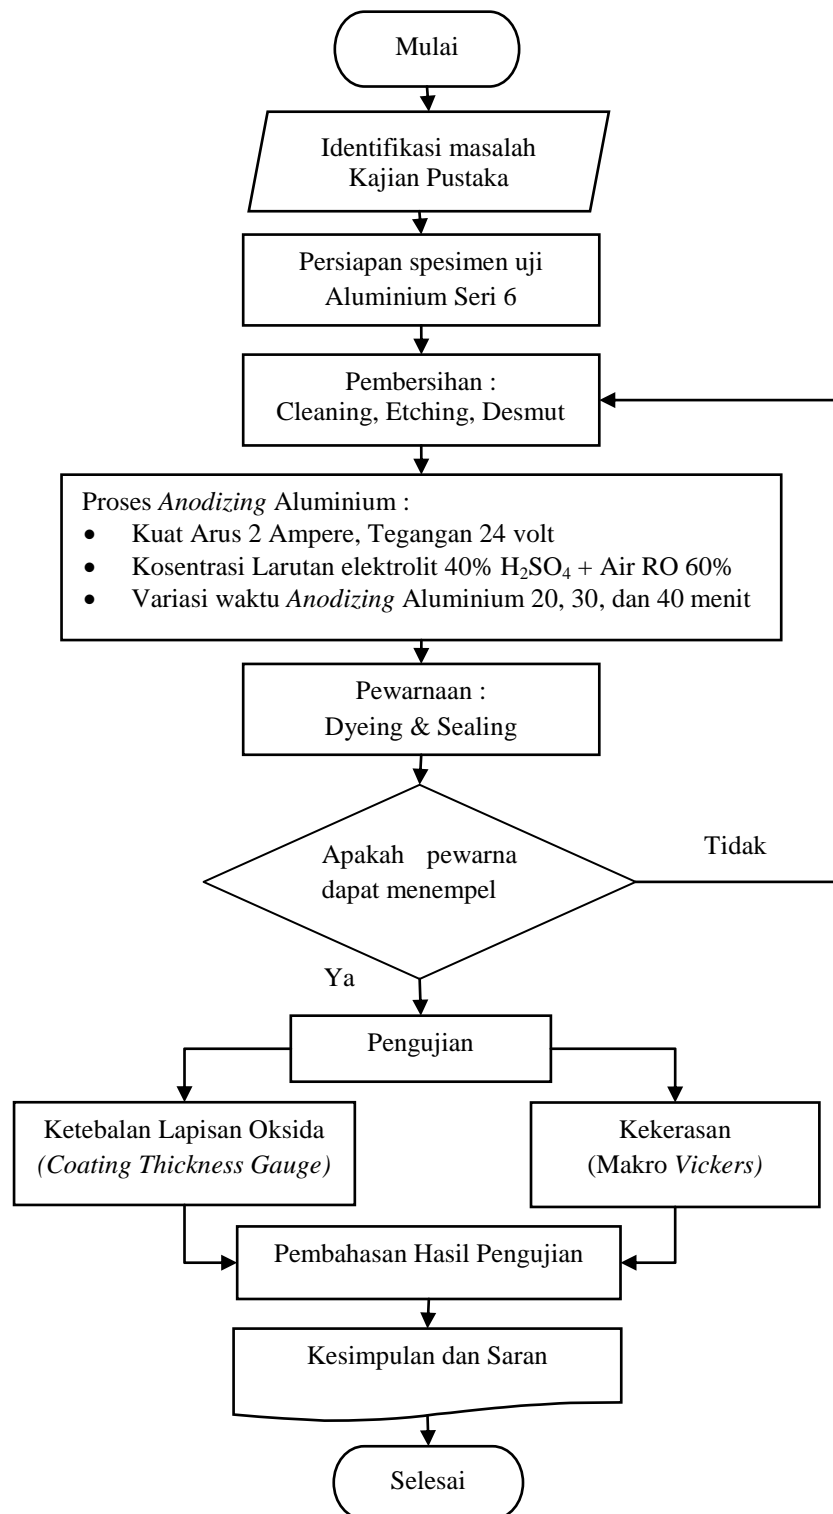 Mulai
Identifikasi masalah
Kajian Pustaka
Persiapan spesimen uji
Aluminium Seri 6
Pembersihan :
Cleaning, Etching, Desmut
Proses Anodizing Aluminium :
• Kuat Arus 2 Ampere, Tegangan 24 volt
• Kosentrasi Larutan elektrolit 40% H₂SO₄ + Air RO 60%
• Variasi waktu Anodizing Aluminium 20, 30, dan 40 menit
Pewarnaan :
Dyeing & Sealing
Apakah pewarna
dapat menempel
Tidak
Ya
Pengujian
Ketebalan Lapisan Oksida
(Coating Thickness Gauge)
Kekerasan
(Makro Vickers)
Pembahasan Hasil Pengujian
Kesimpulan dan Saran
Selesai